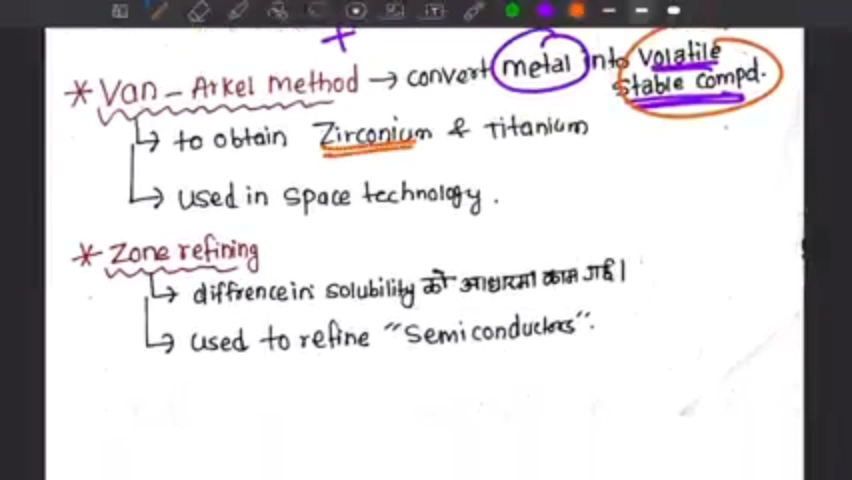 * Van-Arkel method → convert metal into volatile
stable compd.
↳ to obtain Zirconium & Titanium
↳ used in space technology.
* Zone refining
↳ diffrence in solubility को आधारमा काम गर्छ।
↳ used to refine "Semiconductors".